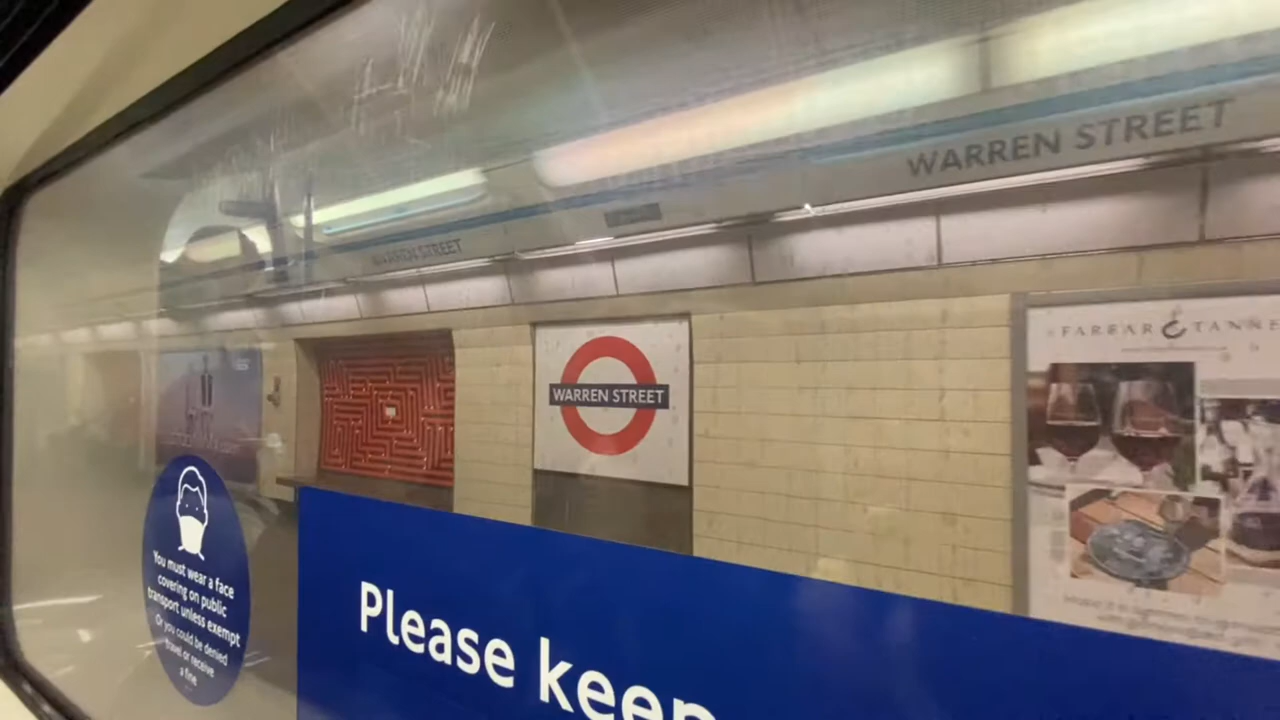 WARREN STREET
WARREN STREET
WARREN STREET
FARRAR & TANNE
You must wear a face
covering on public
transport unless exempt
Or you could be denied
travel or receive
a fine
Please keep